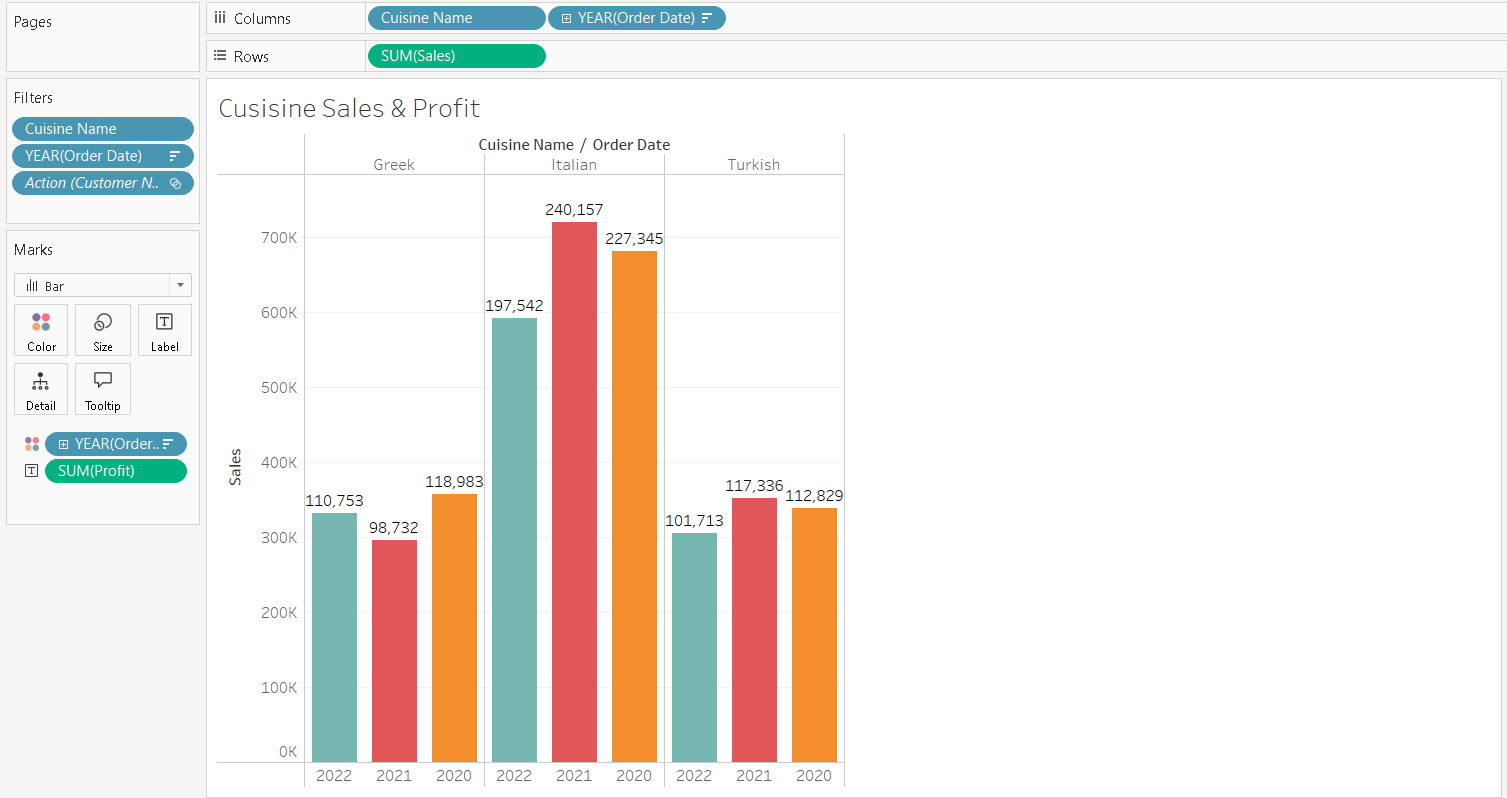 Pages
Columns
Cuisine Name
YEAR(Order Date)
Rows
SUM(Sales)
Filters
Cuisine Name
YEAR(Order Date)
Action (Customer N..
Marks
Bar
Color
Size
Label
Detail
Tooltip
YEAR(Order..
SUM(Profit)
Cusisine Sales & Profit
Cuisine Name / Order Date
Greek
Italian
Turkish
Sales
700K
600K
500K
400K
300K
200K
100K
0K
110,753
98,732
118,983
197,542
240,157
227,345
101,713
117,336
112,829
2022
2021
2020
2022
2021
2020
2022
2021
2020